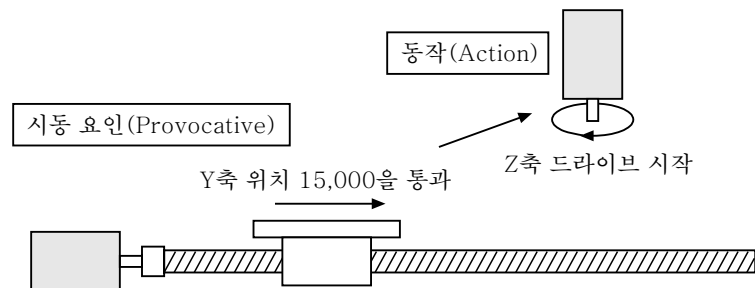 동작(Action)
시동 요인(Provocative)
Z축 드라이브 시작
Y축 위치 15,000을 통과